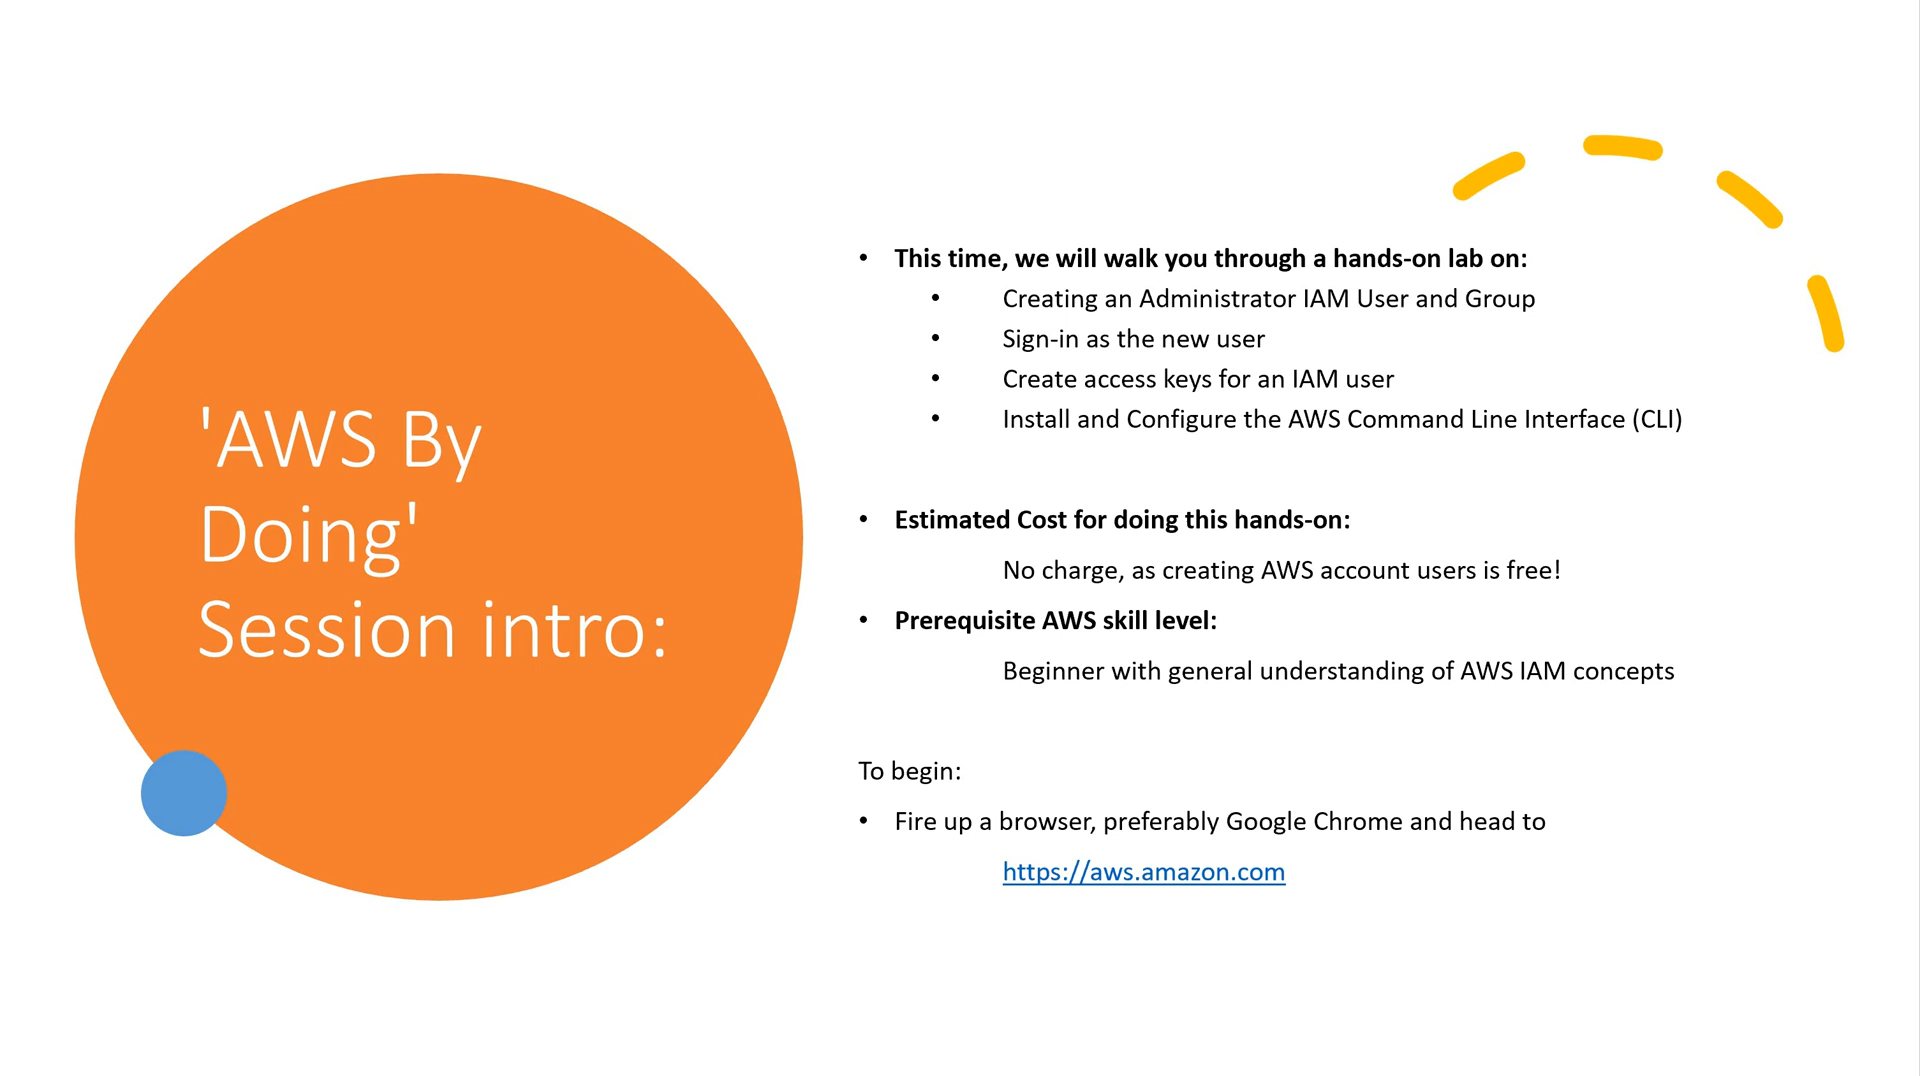 'AWS By
Doing'
Session intro:
• This time, we will walk you through a hands-on lab on:
• Creating an Administrator IAM User and Group
• Sign-in as the new user
• Create access keys for an IAM user
• Install and Configure the AWS Command Line Interface (CLI)
• Estimated Cost for doing this hands-on:
No charge, as creating AWS account users is free!
• Prerequisite AWS skill level:
Beginner with general understanding of AWS IAM concepts
To begin:
• Fire up a browser, preferably Google Chrome and head to
https://aws.amazon.com